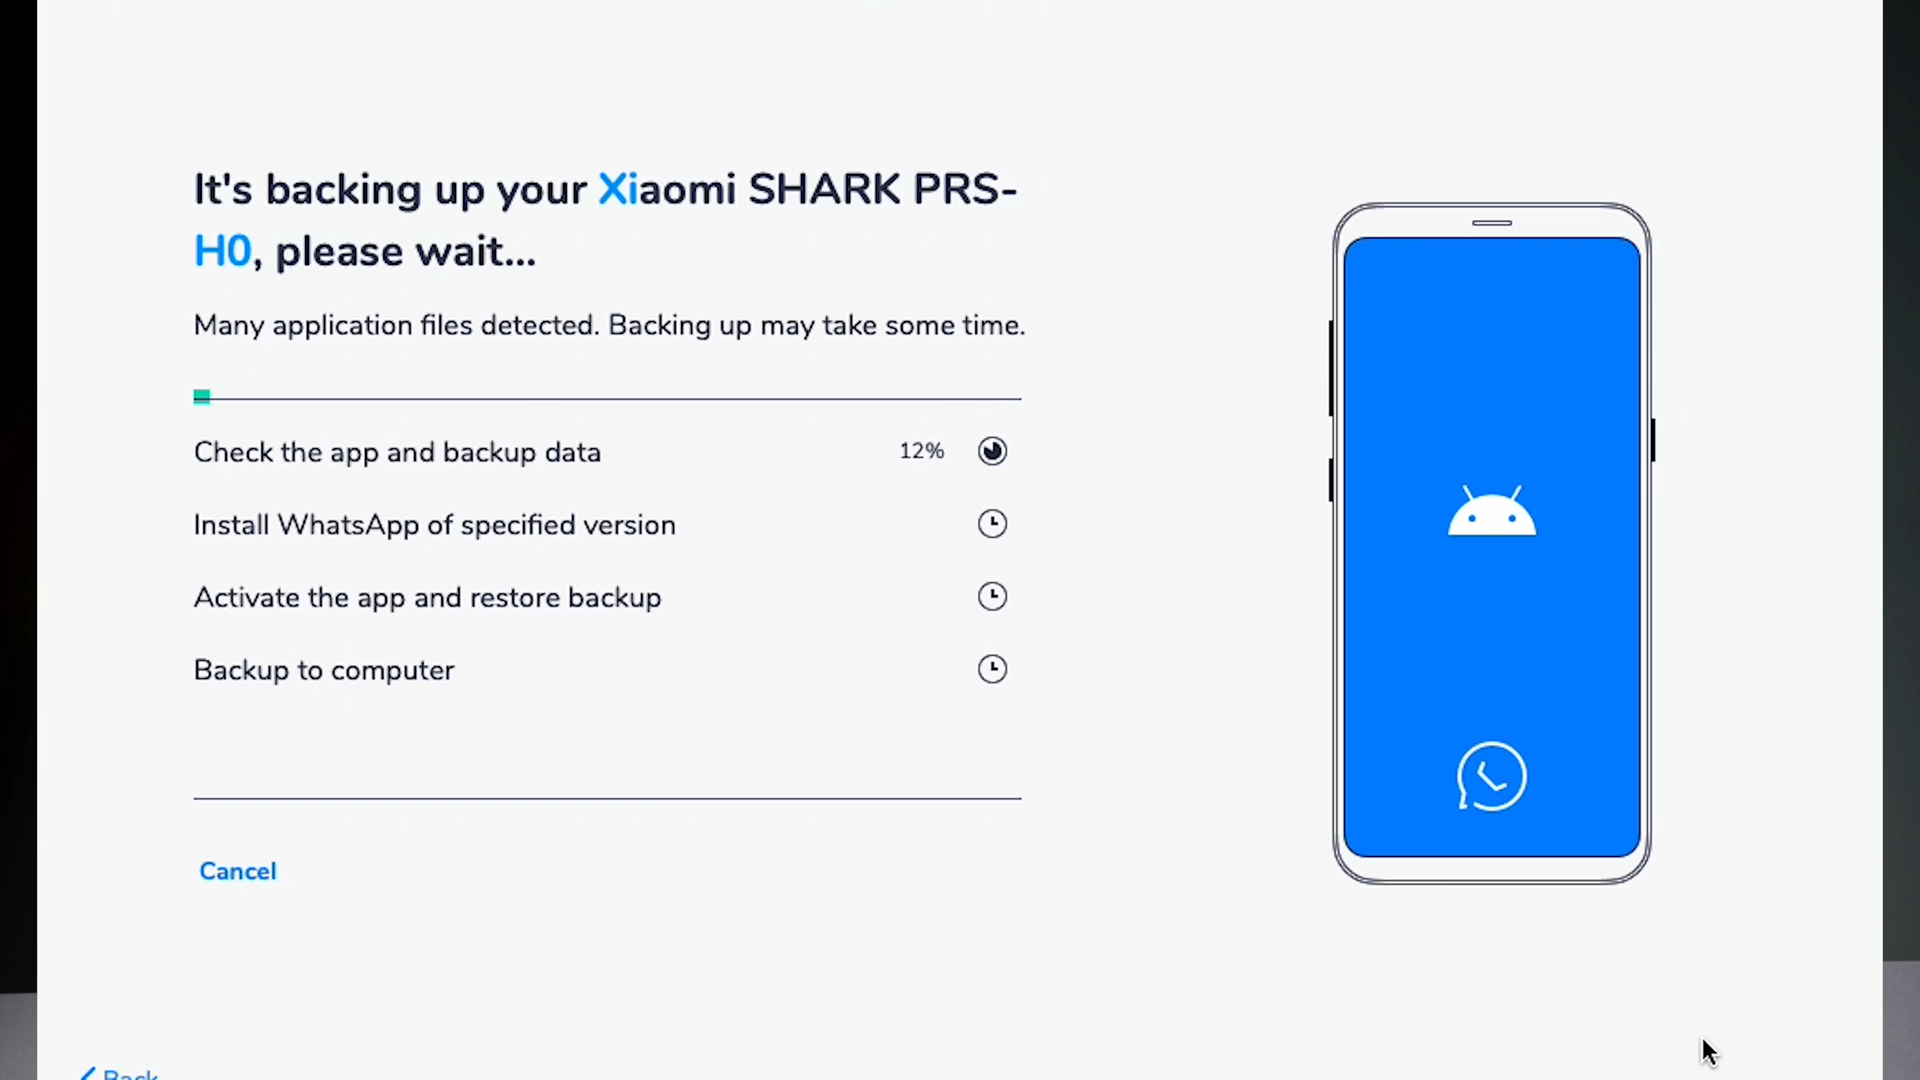 It's backing up your Xiaomi SHARK PRS-
H0, please wait...
Many application files detected. Backing up may take some time.
Check the app and backup data 12%
Install WhatsApp of specified version
Activate the app and restore backup
Backup to computer
Cancel
Back